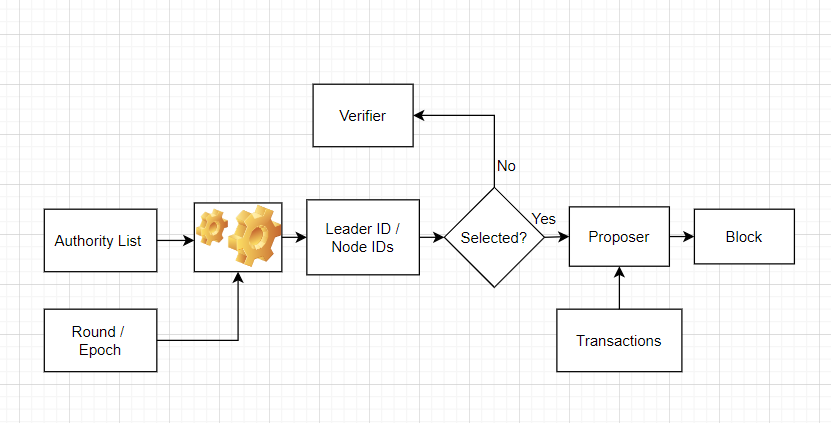 Verifier
No
Authority List
Leader ID /
Node IDs
Selected?
Yes
Proposer
Block
Round /
Epoch
Transactions